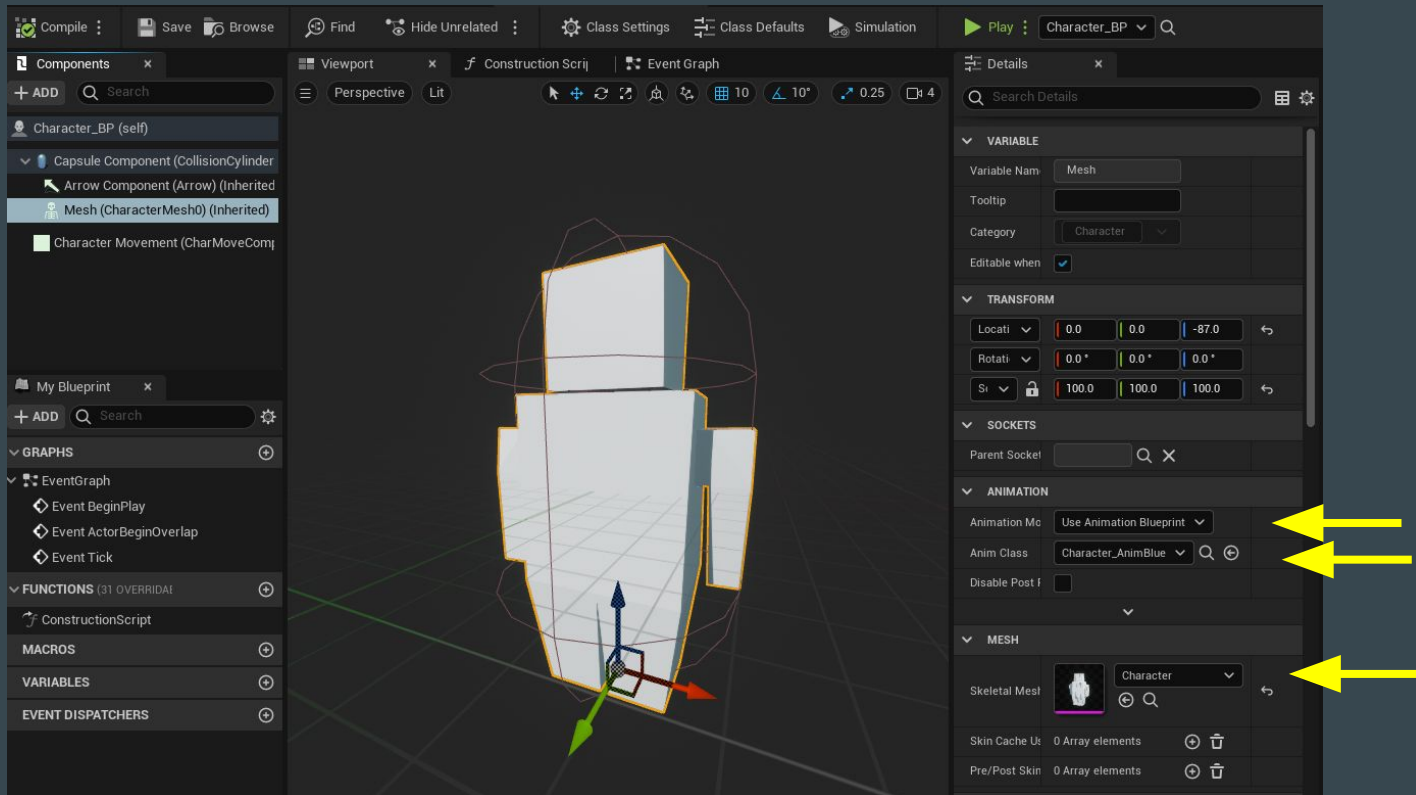 Compile Save Browse Find Hide Unrelated Class Settings Class Defaults Simulation Play Character_BP
Components
ADD Search
Character_BP (self)
Capsule Component (CollisionCylinder
Arrow Component (Arrow) (Inherited
Mesh (CharacterMesh0) (Inherited)
Character Movement (CharMoveComp
My Blueprint
ADD Search
GRAPHS
EventGraph
Event BeginPlay
Event ActorBeginOverlap
Event Tick
FUNCTIONS (31 OVERRIDAB
ConstructionScript
MACROS
VARIABLES
EVENT DISPATCHERS
Viewport Construction Scrip Event Graph
Perspective Lit 10 10° 0.25 4
Details
Search Details
VARIABLE
Variable Nam Mesh
Tooltip
Category Character
Editable when
TRANSFORM
Locati 0.0 0.0 -87.0
Rotati 0.0 ° 0.0 ° 0.0 °
100.0 100.0 100.0
SOCKETS
Parent Socket
ANIMATION
Animation Mo Use Animation Blueprint
Anim Class Character_AnimBlue
Disable Post
MESH
Skeletal Mesh Character
Skin Cache Us 0 Array elements
Pre/Post Skin 0 Array elements